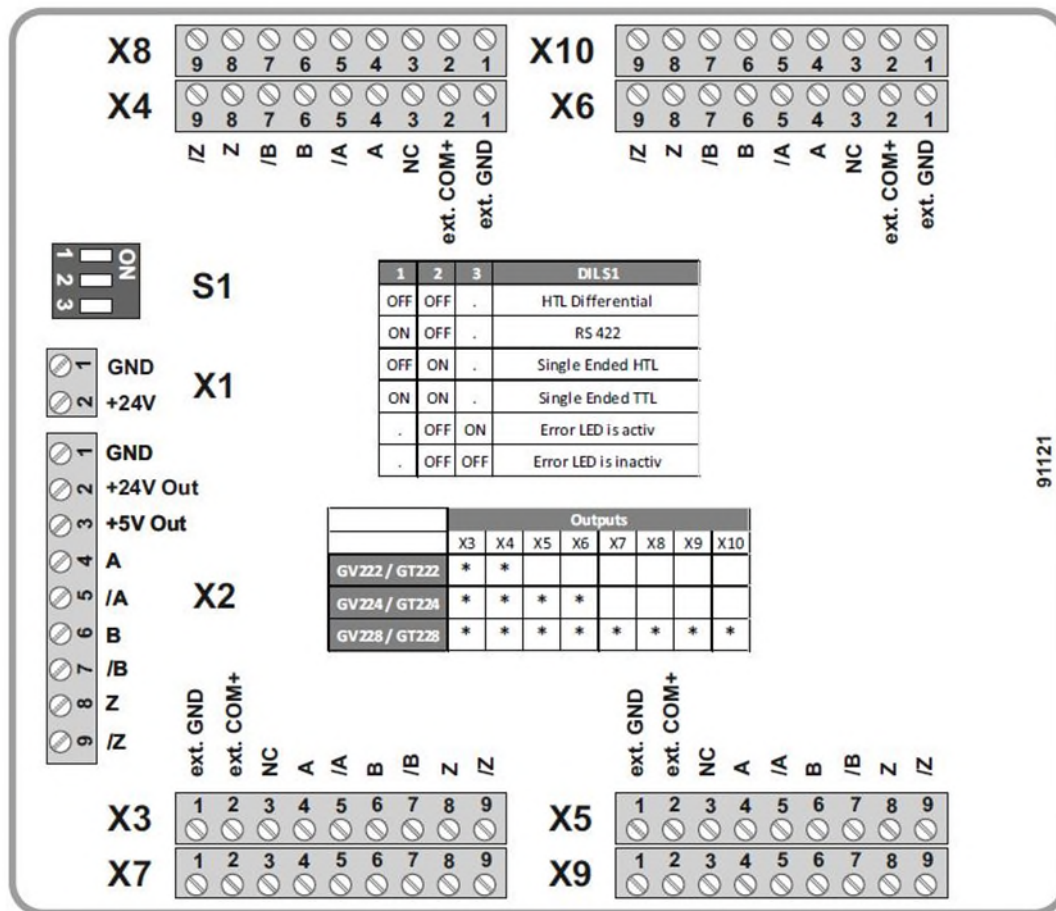 X8 9 8 7 6 5 4 3 2 1
X4 9 8 7 6 5 4 3 2 1
/Z Z /B B /A A NC ext. COM+ ext. GND
X10 9 8 7 6 5 4 3 2 1
X6 9 8 7 6 5 4 3 2 1
/Z Z /B B /A A NC ext. COM+ ext. GND
ON
1
2
3
S1
1 2 3 DILS1
OFF OFF . HTL Differential
ON OFF . RS 422
OFF ON . Single Ended HTL
ON ON . Single Ended TTL
. OFF ON Error LED is activ
. OFF OFF Error LED is inactiv
X1
1 GND
2 +24V
X2
1 GND
2 +24V Out
3 +5V Out
4 A
5 /A
6 B
7 /B
8 Z
9 /Z
91121
Outputs
X3 X4 X5 X6 X7 X8 X9 X10
GV222 / GT222 * *
GV224 / GT224 * * * *
GV228 / GT228 * * * * * * * *
ext. GND ext. COM+ NC A /A B /B Z /Z
X3 1 2 3 4 5 6 7 8 9
X7 1 2 3 4 5 6 7 8 9
ext. GND ext. COM+ NC A /A B /B Z /Z
X5 1 2 3 4 5 6 7 8 9
X9 1 2 3 4 5 6 7 8 9